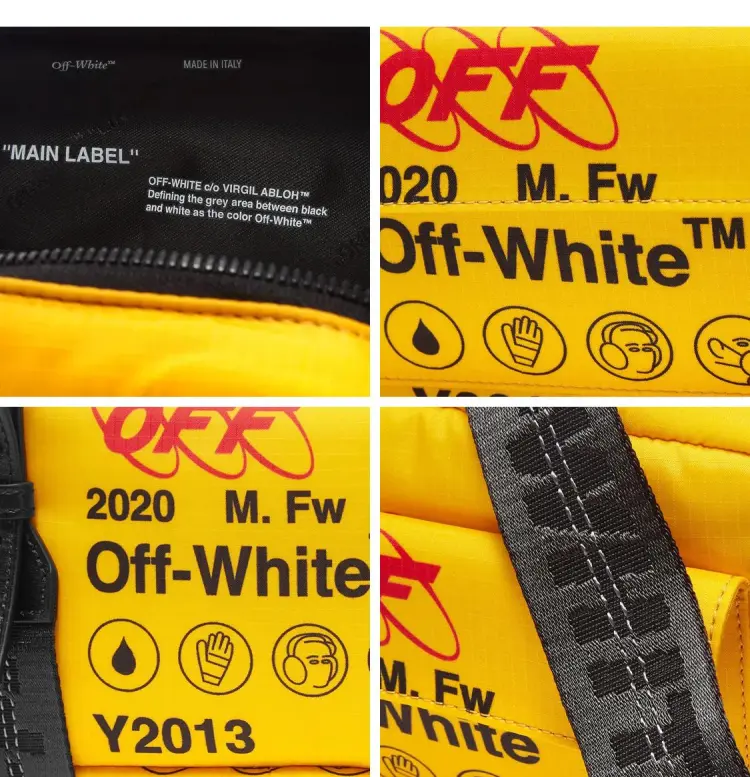 Off-White™ MADE IN ITALY
"MAIN LABEL"
OFF-WHITE c/o VIRGIL ABLOH™
Defining the grey area between black
and white as the color Off-White™
OFF
2020 M. Fw
Off-White™
OFF
2020 M. Fw
Off-White
Y2013
M. Fw
White